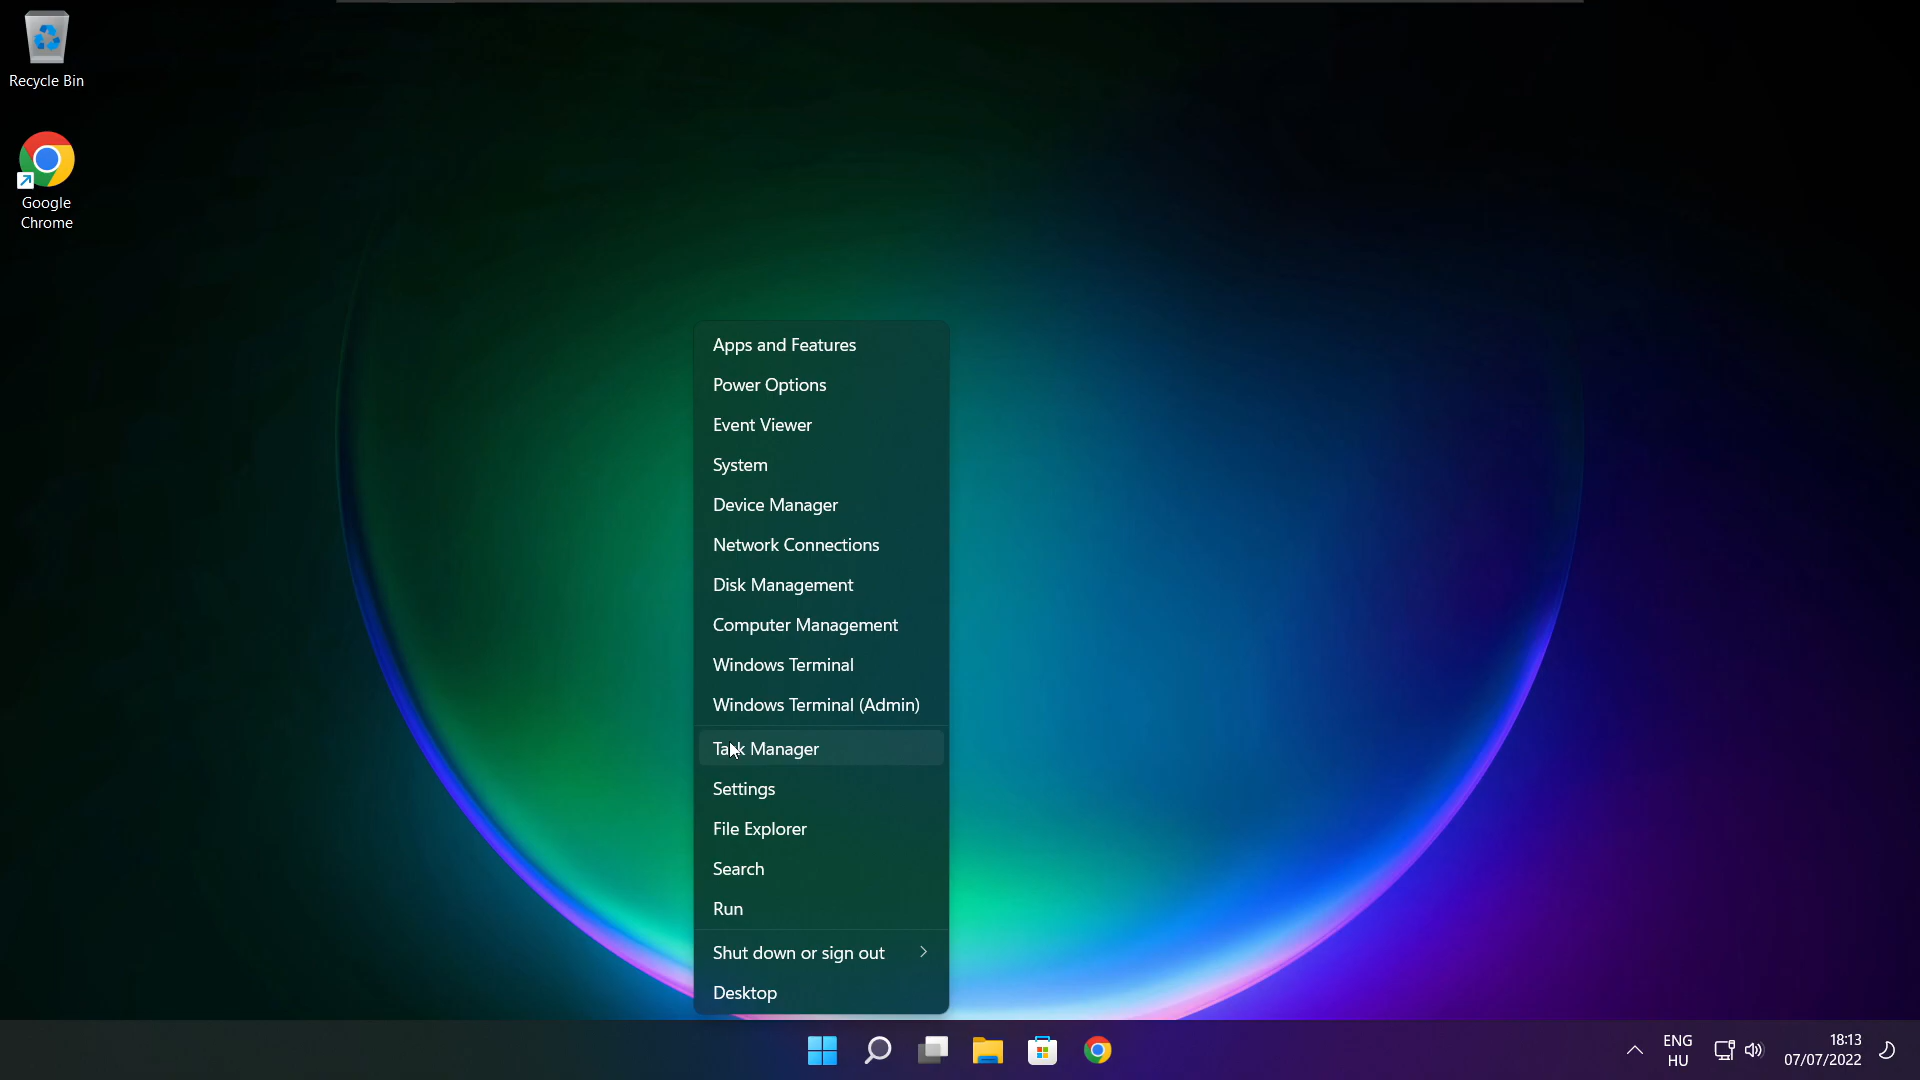 Recycle Bin
Google
Chrome
Apps and Features
Power Options
Event Viewer
System
Device Manager
Network Connections
Disk Management
Computer Management
Windows Terminal
Windows Terminal (Admin)
Task Manager
Settings
File Explorer
Search
Run
Shut down or sign out
Desktop
ENG
HU
18:13
07/07/2022